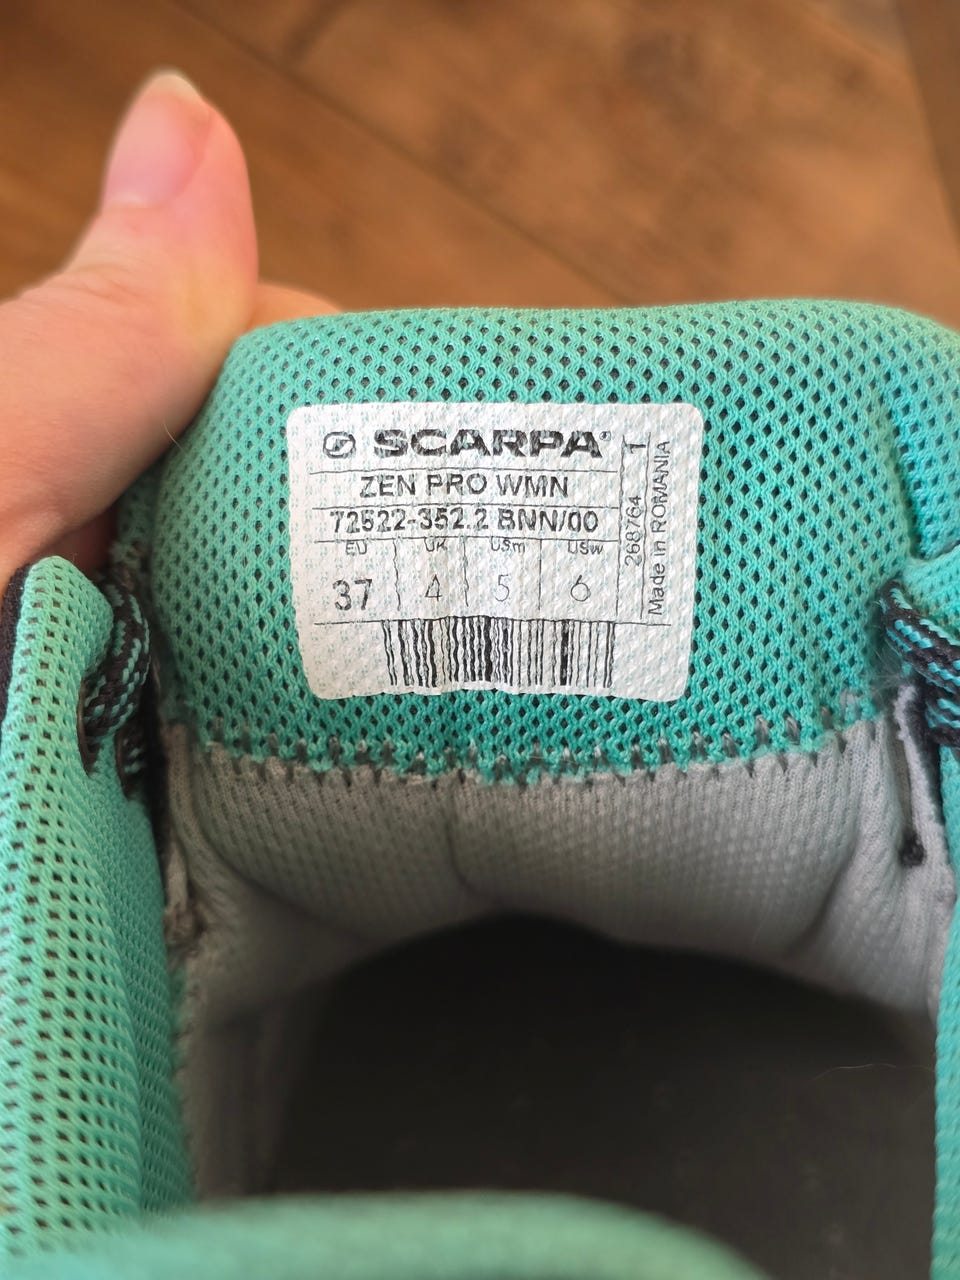 SCARPA®
ZEN PRO WMN
72522-352.2 BNN/00
EU UK USm USw
37 4 5 6
268764 1
Made in ROMANIA